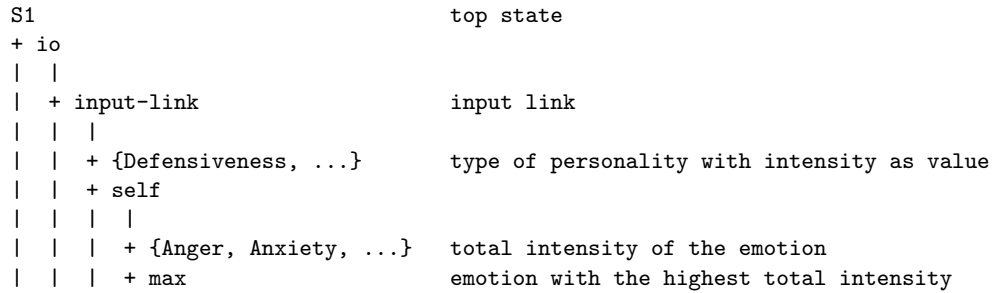 S1                              top state
+ io
|  |
|  + input-link                 input link
|  |  |
|  |  + {Defensiveness, ...}    type of personality with intensity as value
|  |  + self
|  |  |  |
|  |  |  + {Anger, Anxiety, ...}   total intensity of the emotion
|  |  |  + max                  emotion with the highest total intensity